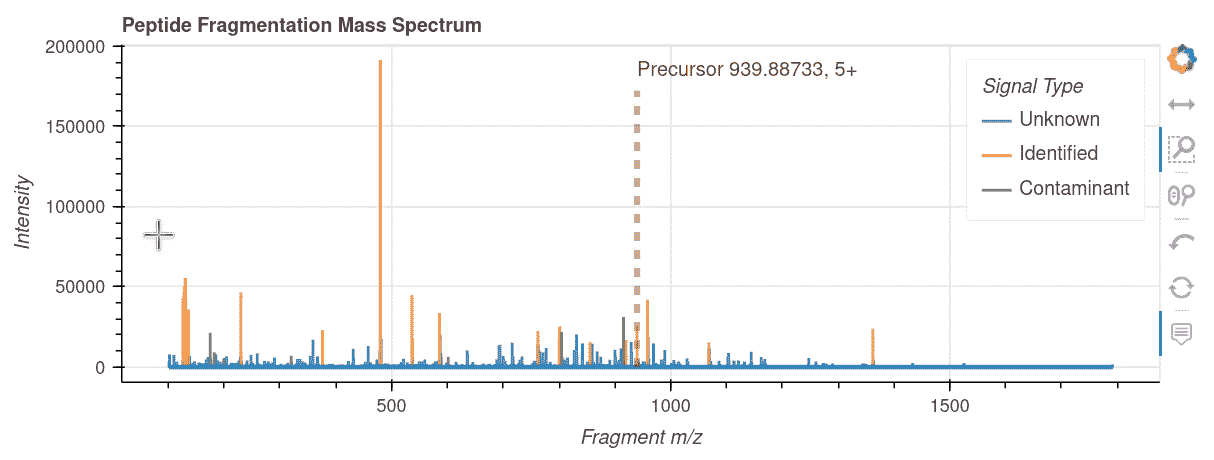 Peptide Fragmentation Mass Spectrum
200000
150000
100000
50000
0
Intensity
Precursor 939.88733, 5+
Signal Type
Unknown
Identified
Contaminant
500
1000
1500
Fragment m/z